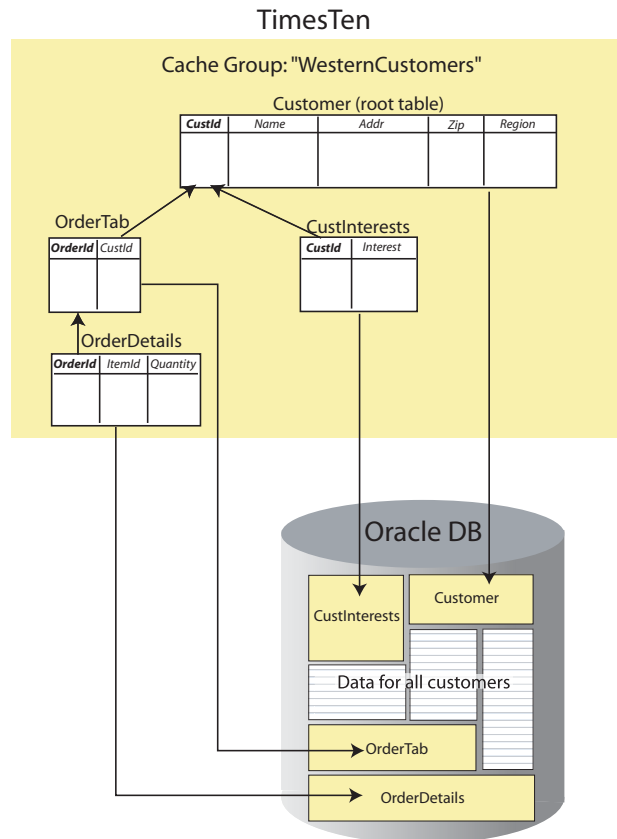 TimesTen
Cache Group: "WesternCustomers"
Customer (root table)
CustId Name Addr Zip Region
OrderTab
OrderId CustId
CustInterests
CustId Interest
OrderDetails
OrderId ItemId Quantity
Oracle DB
CustInterests
Customer
Data for all customers
OrderTab
OrderDetails